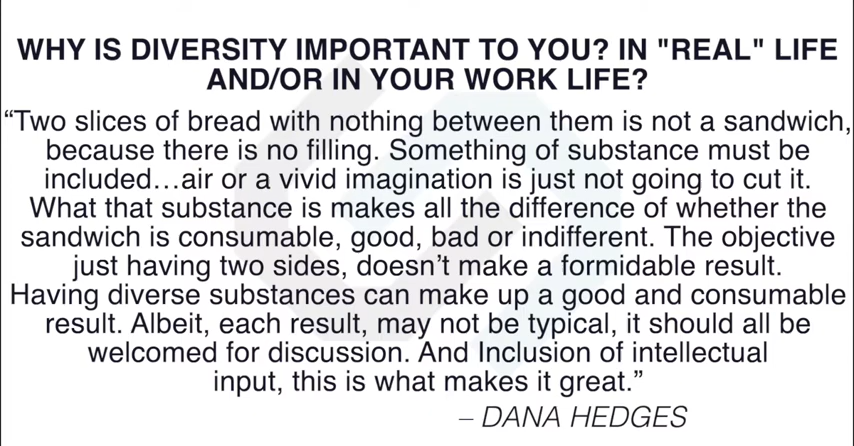 WHY IS DIVERSITY IMPORTANT TO YOU? IN "REAL" LIFE
AND/OR IN YOUR WORK LIFE?
“Two slices of bread with nothing between them is not a sandwich,
because there is no filling. Something of substance must be
included…air or a vivid imagination is just not going to cut it.
What that substance is makes all the difference of whether the
sandwich is consumable, good, bad or indifferent. The objective
just having two sides, doesn’t make a formidable result.
Having diverse substances can make up a good and consumable
result. Albeit, each result, may not be typical, it should all be
welcomed for discussion. And Inclusion of intellectual
input, this is what makes it great.”
– DANA HEDGES